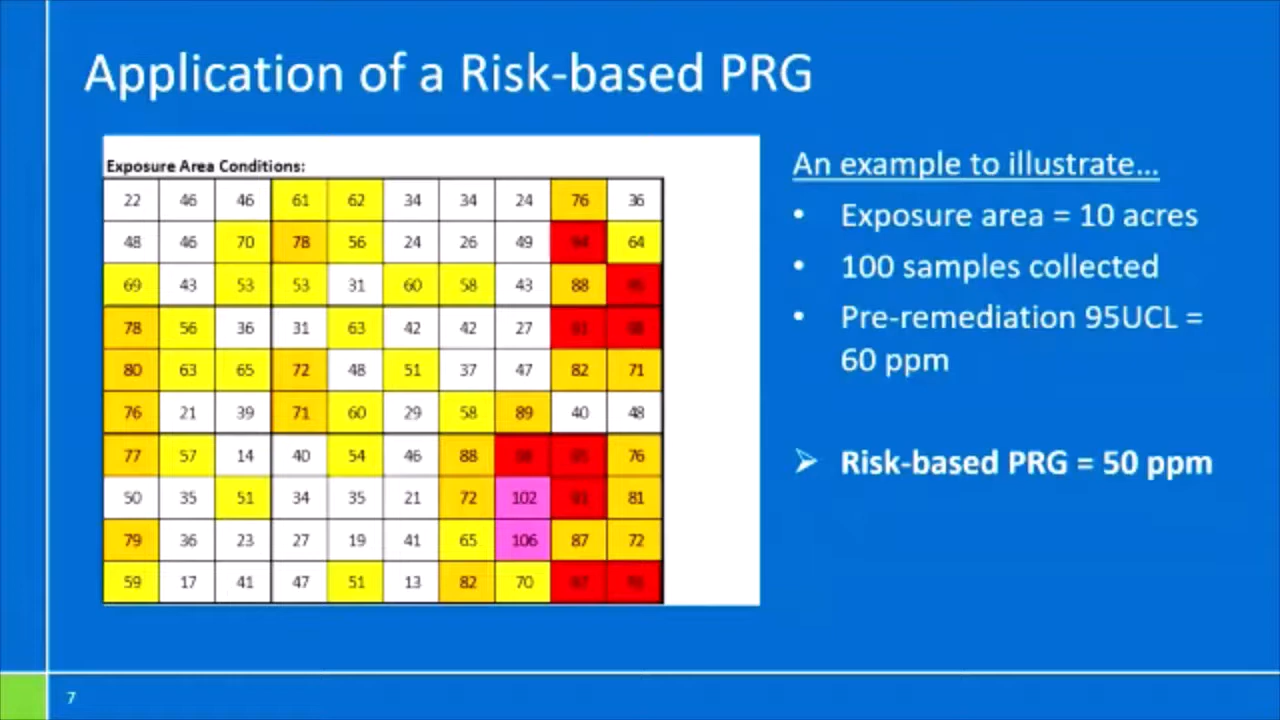 Application of a Risk-based PRG
Exposure Area Conditions:
22 46 46 61 62 34 34 24 76 36
48 46 70 78 56 24 26 49 64
69 43 53 53 31 60 58 43 88
78 56 36 31 63 42 42 27
80 63 65 72 48 51 37 47 82 71
76 21 39 71 60 29 58 89 40 48
77 57 14 40 54 46 88 76
50 35 51 34 35 21 72 102 81
79 36 23 27 19 41 65 106 87 72
59 17 41 47 51 13 82 70
An example to illustrate...
• Exposure area = 10 acres
• 100 samples collected
• Pre-remediation 95UCL =
60 ppm
➢ Risk-based PRG = 50 ppm
7